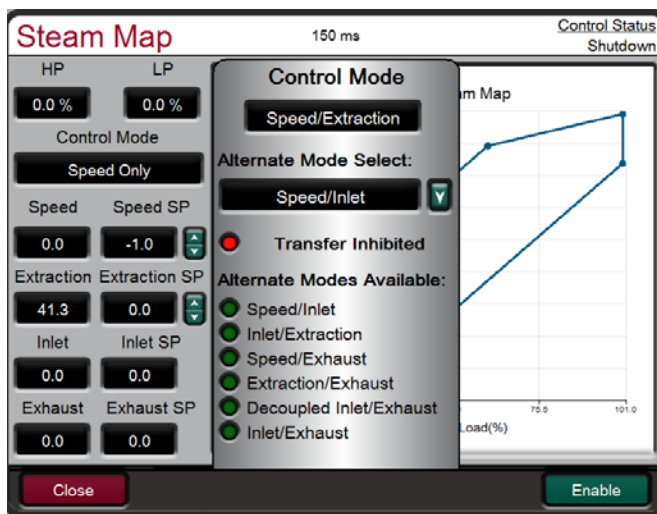 Steam Map
150 ms
Control Status
Shutdown
HP LP
0.0 % 0.0 %
Control Mode
Speed Only
Speed Speed SP
0.0 -1.0
Extraction Extraction SP
41.3 0.0
Inlet Inlet SP
0.0 0.0
Exhaust Exhaust SP
0.0 0.0
Control Mode
Speed/Extraction
Alternate Mode Select:
Speed/Inlet
Transfer Inhibited
Alternate Modes Available:
Speed/Inlet
Inlet/Extraction
Speed/Exhaust
Extraction/Exhaust
Decoupled Inlet/Exhaust
Inlet/Exhaust
m Map
75.5 101.0
Load(%)
Close
Enable